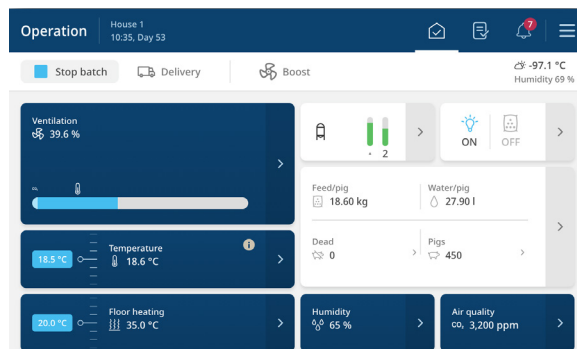 Operation
House 1
10:35, Day 53
7
Stop batch
Delivery
Boost
-97.1 °C
Humidity 69 %
Ventilation
39.6 %
2
ON
OFF
Feed/pig
18.60 kg
Water/pig
27.90 l
Dead
0
Pigs
450
18.5 °C
Temperature
18.6 °C
i
20.0 °C
Floor heating
35.0 °C
Humidity
65 %
Air quality
CO₂ 3,200 ppm